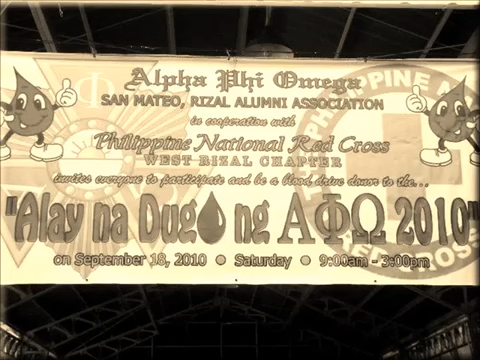 Alpha Phi Omega
SAN MATEO, RIZAL ALUMNI ASSOCIATION
in cooperation with
Philippine National Red Cross
WEST RIZAL CHAPTER
invites everyone to participate and be a blood drive donor to the...
"Alay na Dugo ng ΑΦΩ 2010"
on September 18, 2010 ● Saturday ● 9:00am - 3:00pm